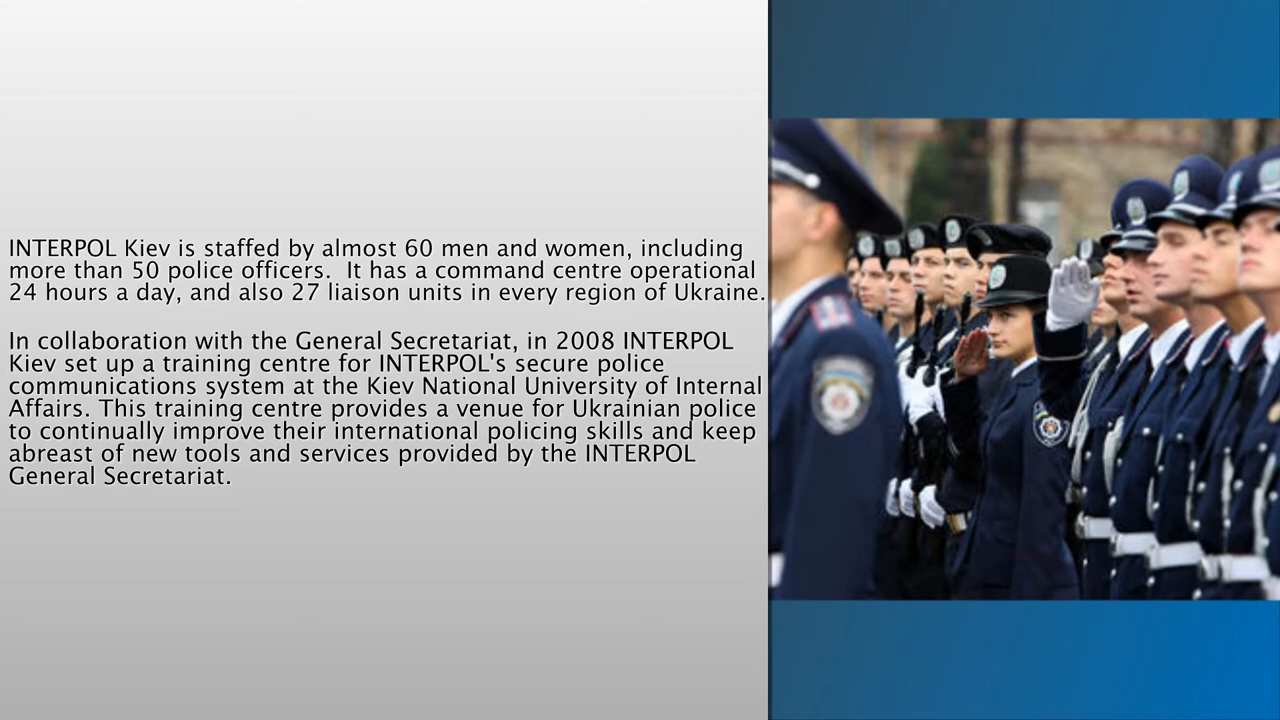 INTERPOL Kiev is staffed by almost 60 men and women, including
more than 50 police officers.  It has a command centre operational
24 hours a day, and also 27 liaison units in every region of Ukraine.
In collaboration with the General Secretariat, in 2008 INTERPOL
Kiev set up a training centre for INTERPOL's secure police
communications system at the Kiev National University of Internal
Affairs. This training centre provides a venue for Ukrainian police
to continually improve their international policing skills and keep
abreast of new tools and services provided by the INTERPOL
General Secretariat.